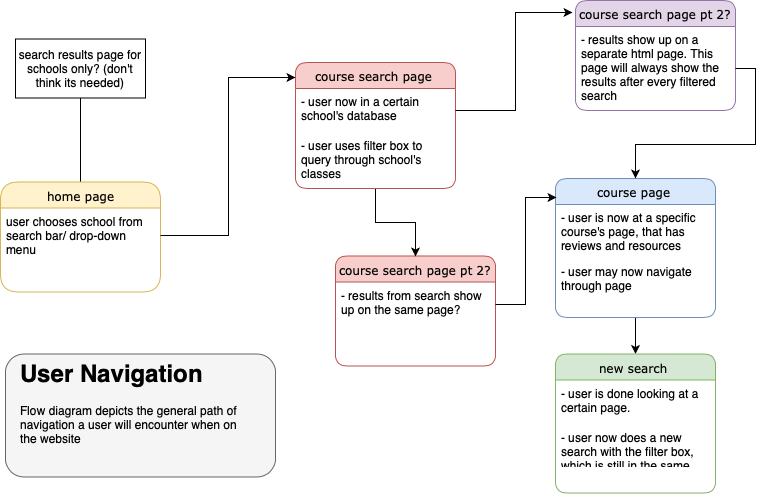 search results page for
schools only? (don't
think its needed)
home page
user chooses school from
search bar/ drop-down
menu
course search page
- user now in a certain
school's database
- user uses filter box to
query through school's
classes
course search page pt 2?
- results show up on a
separate html page. This
page will always show the
results after every filtered
search
course search page pt 2?
- results from search show
up on the same page?
course page
- user is now at a specific
course's page, that has
reviews and resources
- user may now navigate
through page
new search
- user is done looking at a
certain page.
- user now does a new
search with the filter box,
which is still in the same
User Navigation
Flow diagram depicts the general path of
navigation a user will encounter when on
the website